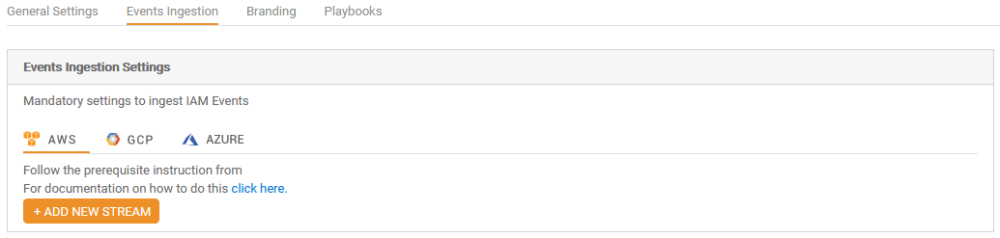 General Settings Events Ingestion Branding Playbooks
Events Ingestion Settings
Mandatory settings to ingest IAM Events
AWS GCP AZURE
Follow the prerequisite instruction from
For documentation on how to do this click here.
+ ADD NEW STREAM